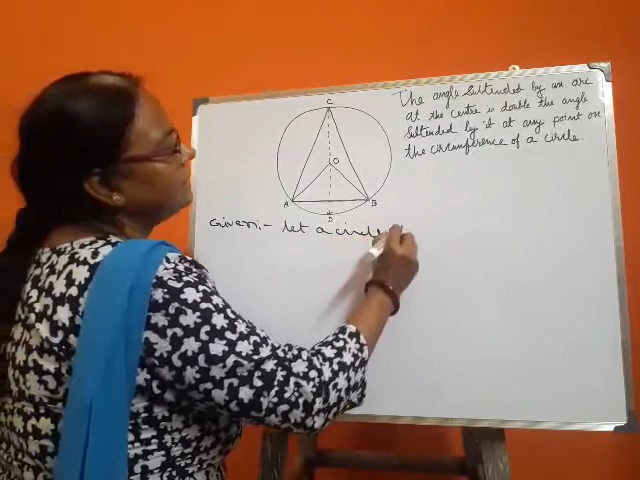 The angle subtended by an arc
at the centre is double the angle
subtended by it at any point on
the circumference of a circle.
C
O
A
B
D
Given:- let a circle